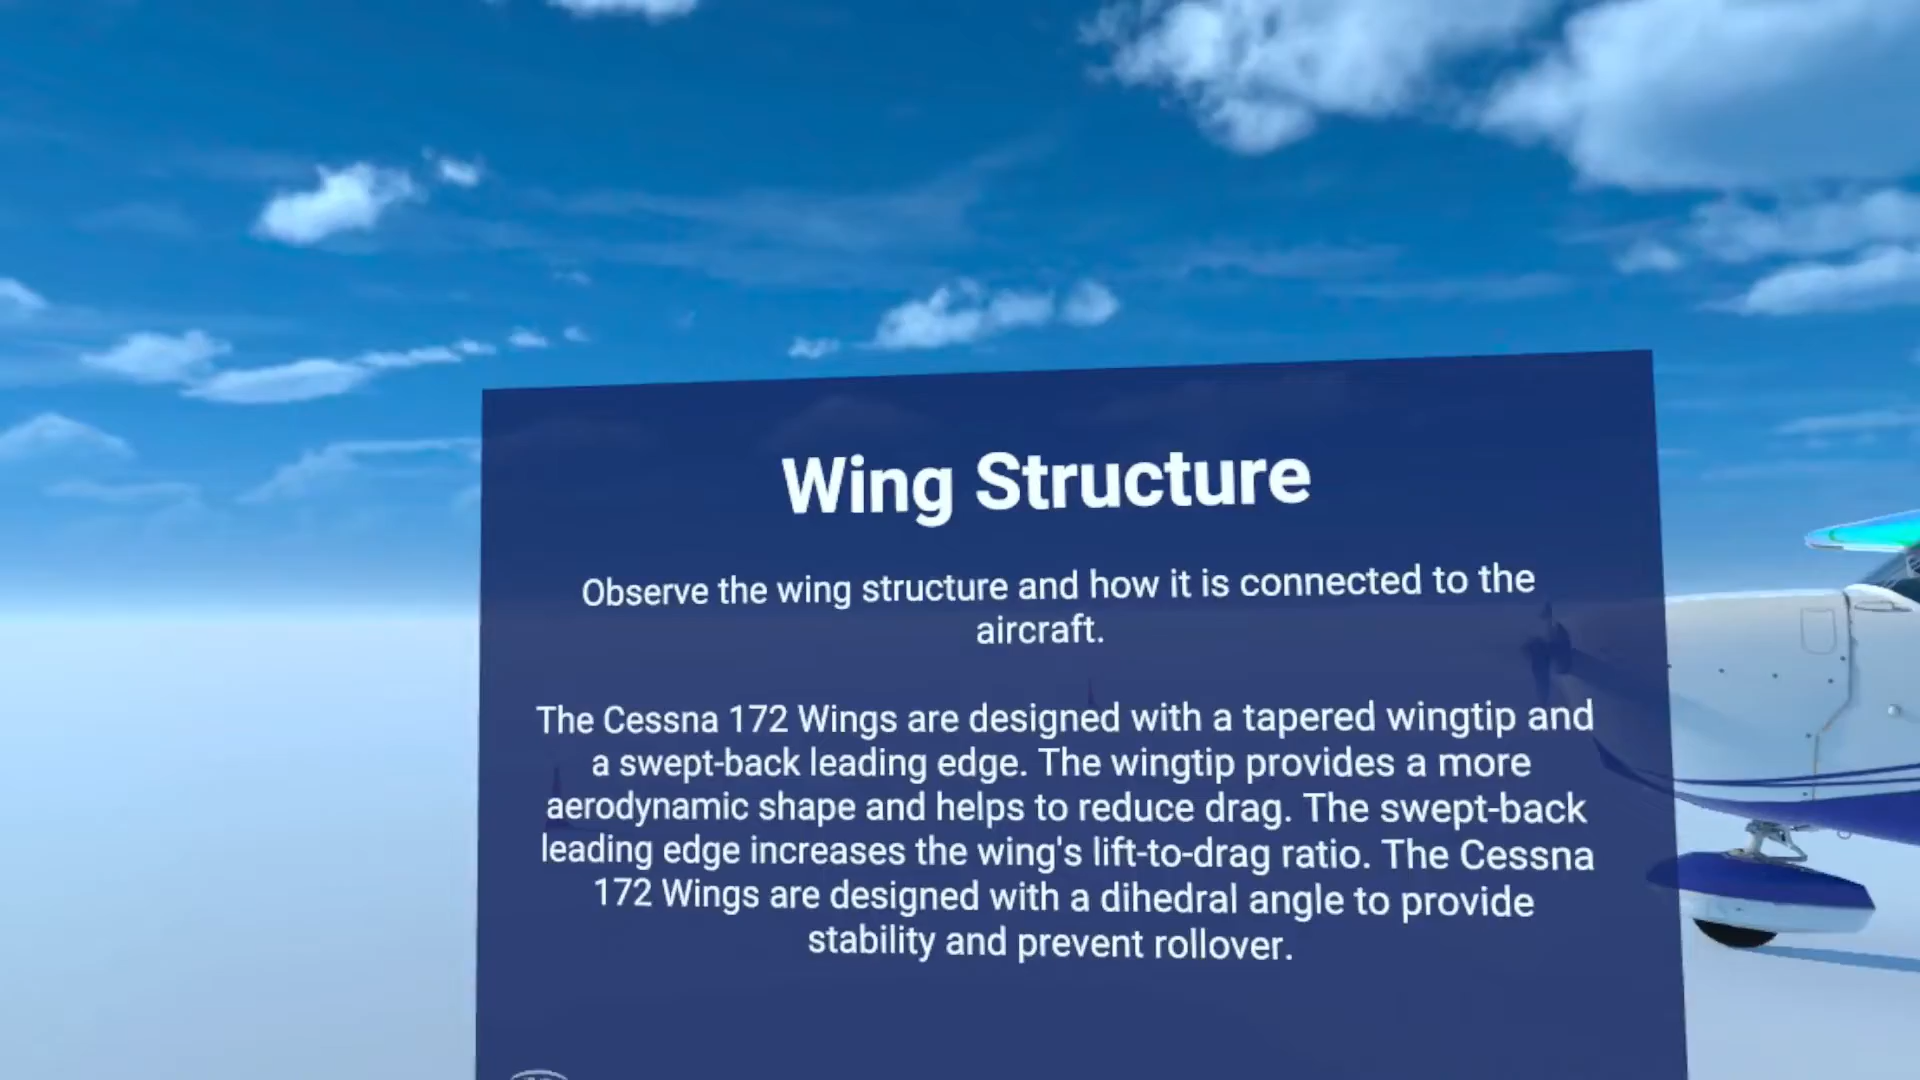 Wing Structure
Observe the wing structure and how it is connected to the
aircraft.
The Cessna 172 Wings are designed with a tapered wingtip and
a swept-back leading edge. The wingtip provides a more
aerodynamic shape and helps to reduce drag. The swept-back
leading edge increases the wing's lift-to-drag ratio. The Cessna
172 Wings are designed with a dihedral angle to provide
stability and prevent rollover.